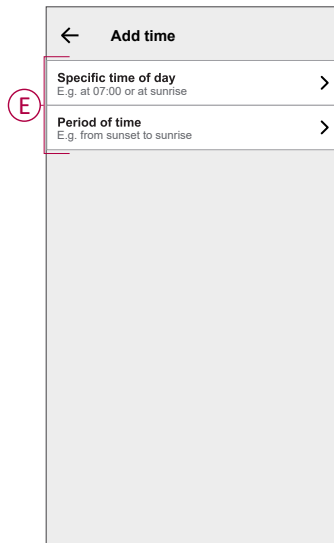 Add time
Specific time of day
E.g. at 07:00 or at sunrise
E
Period of time
E.g. from sunset to sunrise